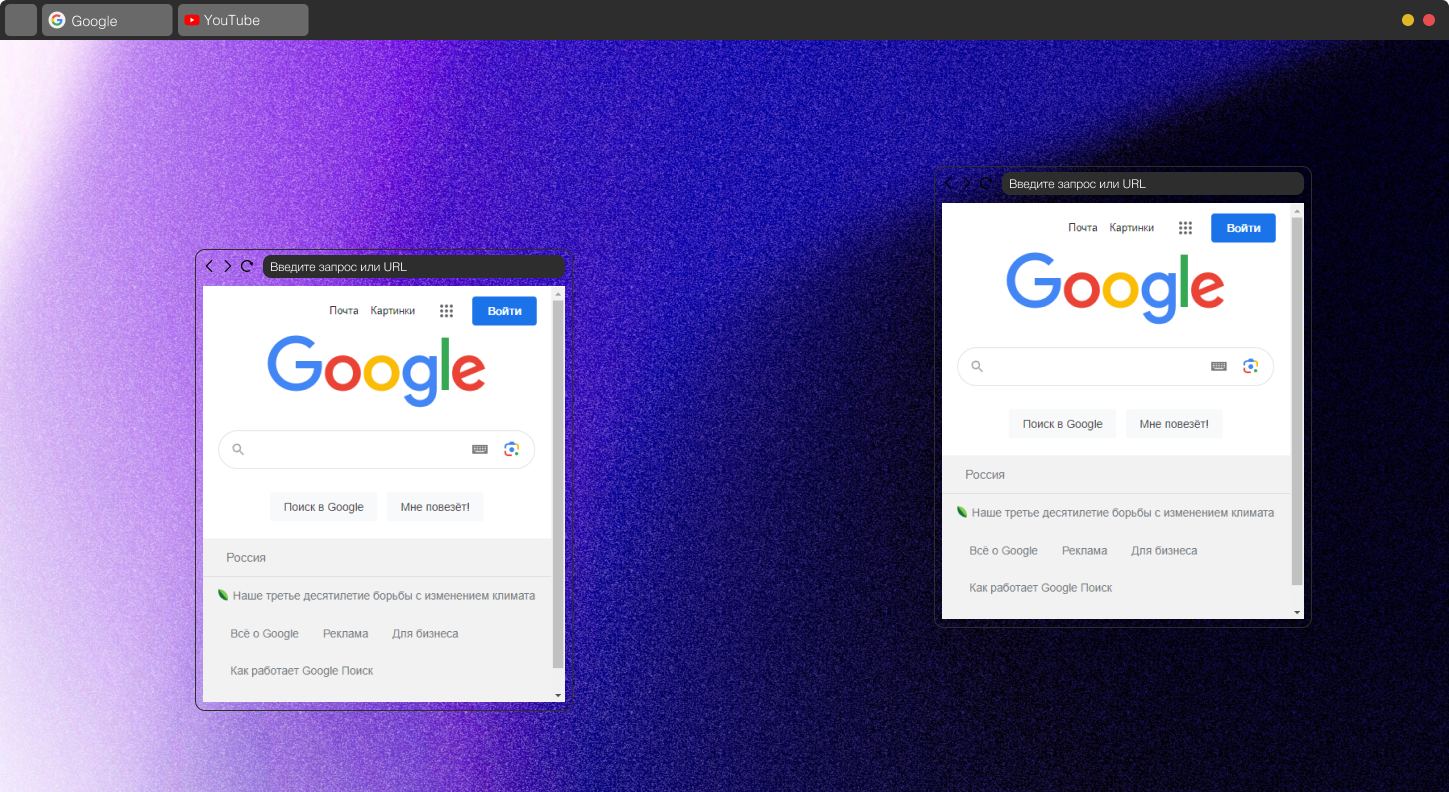 Google
YouTube
Введите запрос или URL
Почта Картинки Войти
Google
Поиск в Google Мне повезёт!
Россия
Наше третье десятилетие борьбы с изменением климата
Всё о Google Реклама Для бизнеса
Как работает Google Поиск
Введите запрос или URL
Почта Картинки Войти
Google
Поиск в Google Мне повезёт!
Россия
Наше третье десятилетие борьбы с изменением климата
Всё о Google Реклама Для бизнеса
Как работает Google Поиск